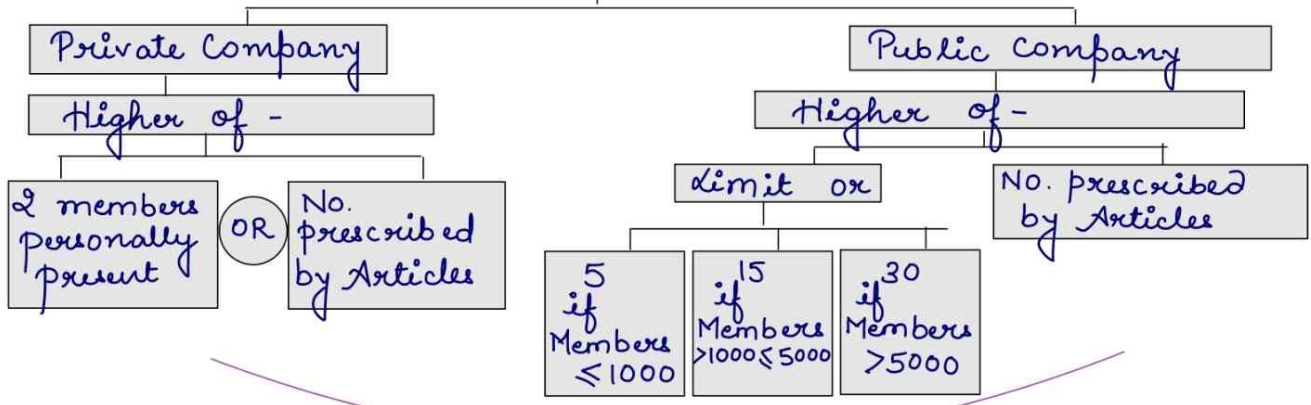 Private Company
Public Company
Higher of -
Higher of -
2 members
personally
present
OR
No.
prescribed
by Articles
Limit or
No. prescribed
by Articles
5
if
Members
≤1000
15
if
Members
>1000≤5000
30
if
Members
>5000